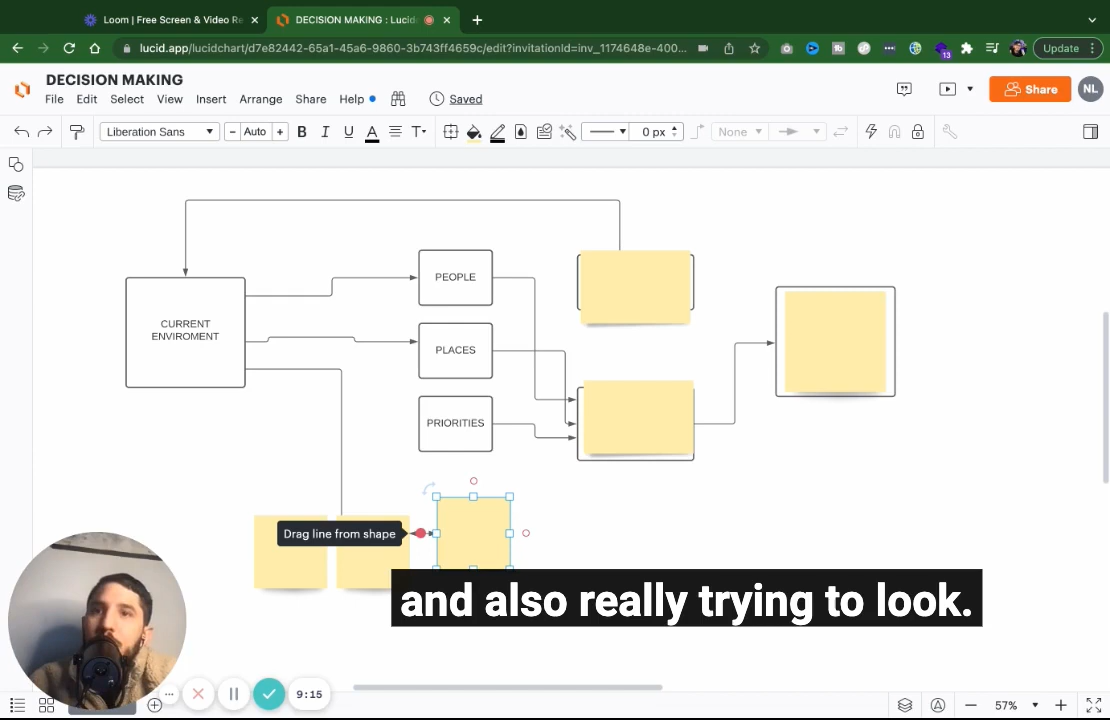 Loom | Free Screen & Video Re
DECISION MAKING : Lucid
lucid.app/lucidchart/d7e82442-65a1-45a6-9860-3b743ff4659c/edit?invitationId=inv_1174648e-400...
13
Update
DECISION MAKING
File Edit Select View Insert Arrange Share Help
Saved
Share
NL
Liberation Sans
- Auto +
B I U A T
0 px
None
PEOPLE
CURRENT
ENVIROMENT
PLACES
PRIORITIES
Drag line from shape
and also really trying to look.
9:15
57%